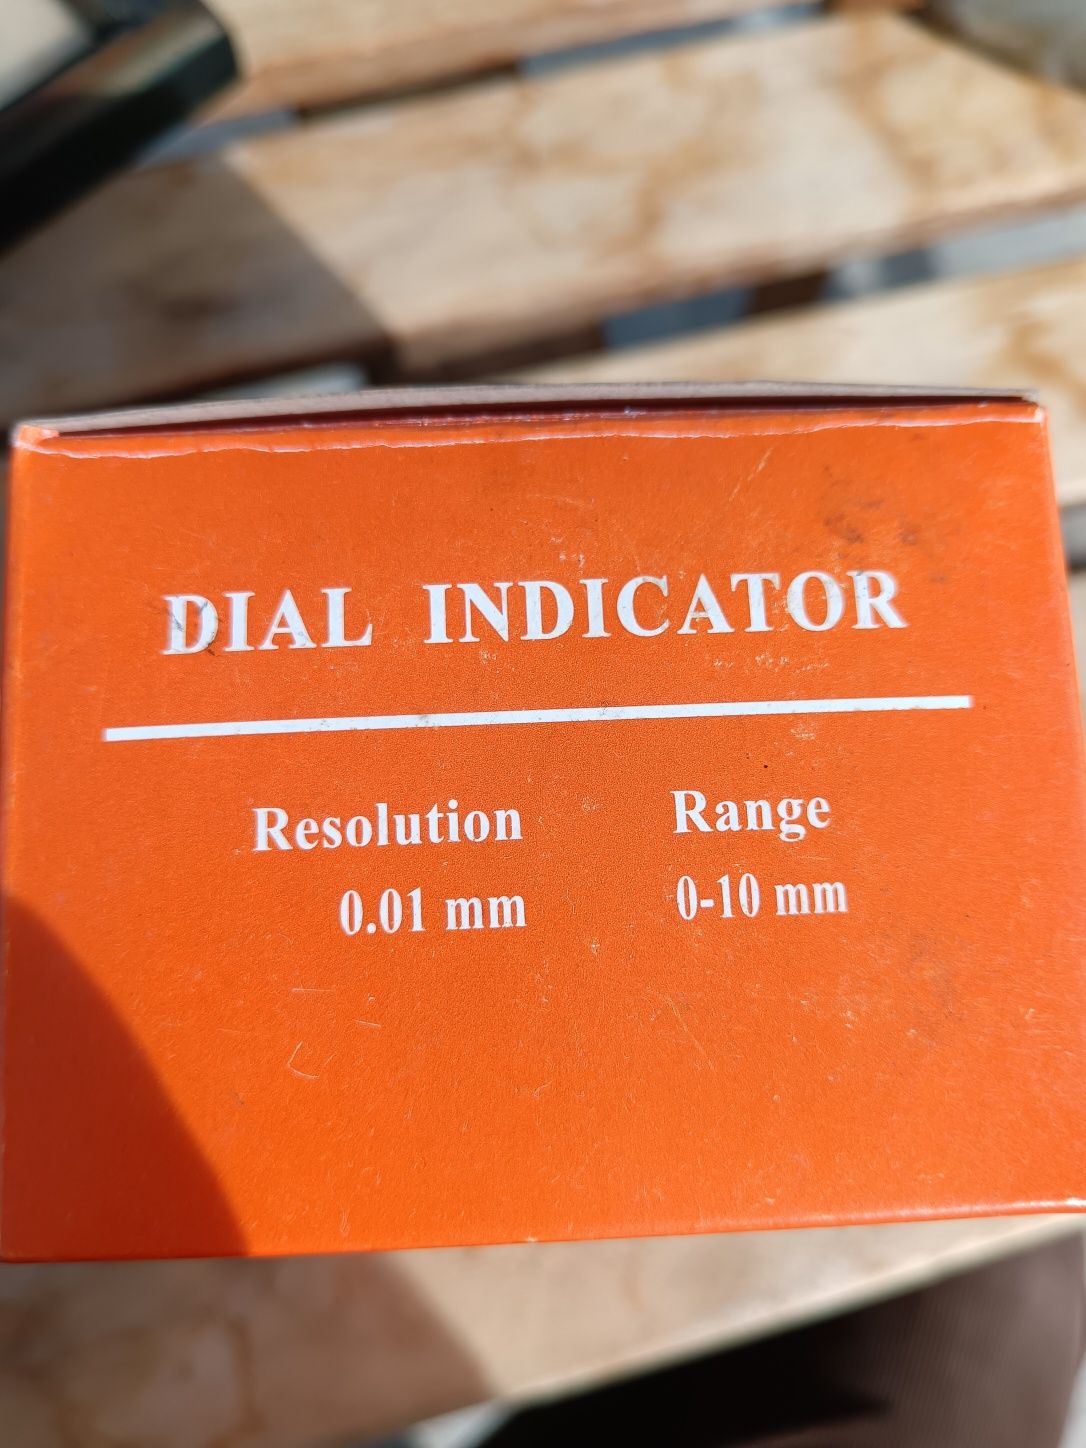 DIAL INDICATOR
Resolution Range
0.01 mm 0-10 mm